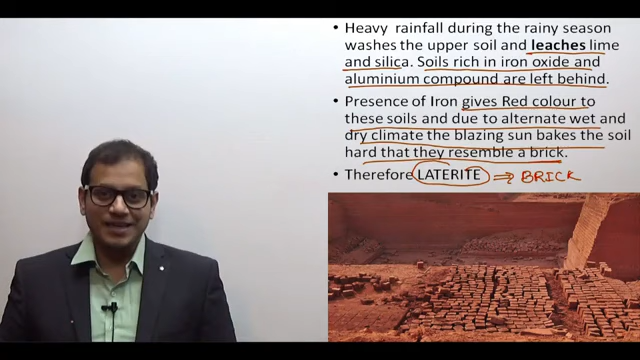 Heavy rainfall during the rainy season
washes the upper soil and leaches lime
and silica. Soils rich in iron oxide and
aluminium compound are left behind.
Presence of Iron gives Red colour to
these soils and due to alternate wet and
dry climate the blazing sun bakes the soil
hard that they resemble a brick.
Therefore LATERITE ⇒ BRICK